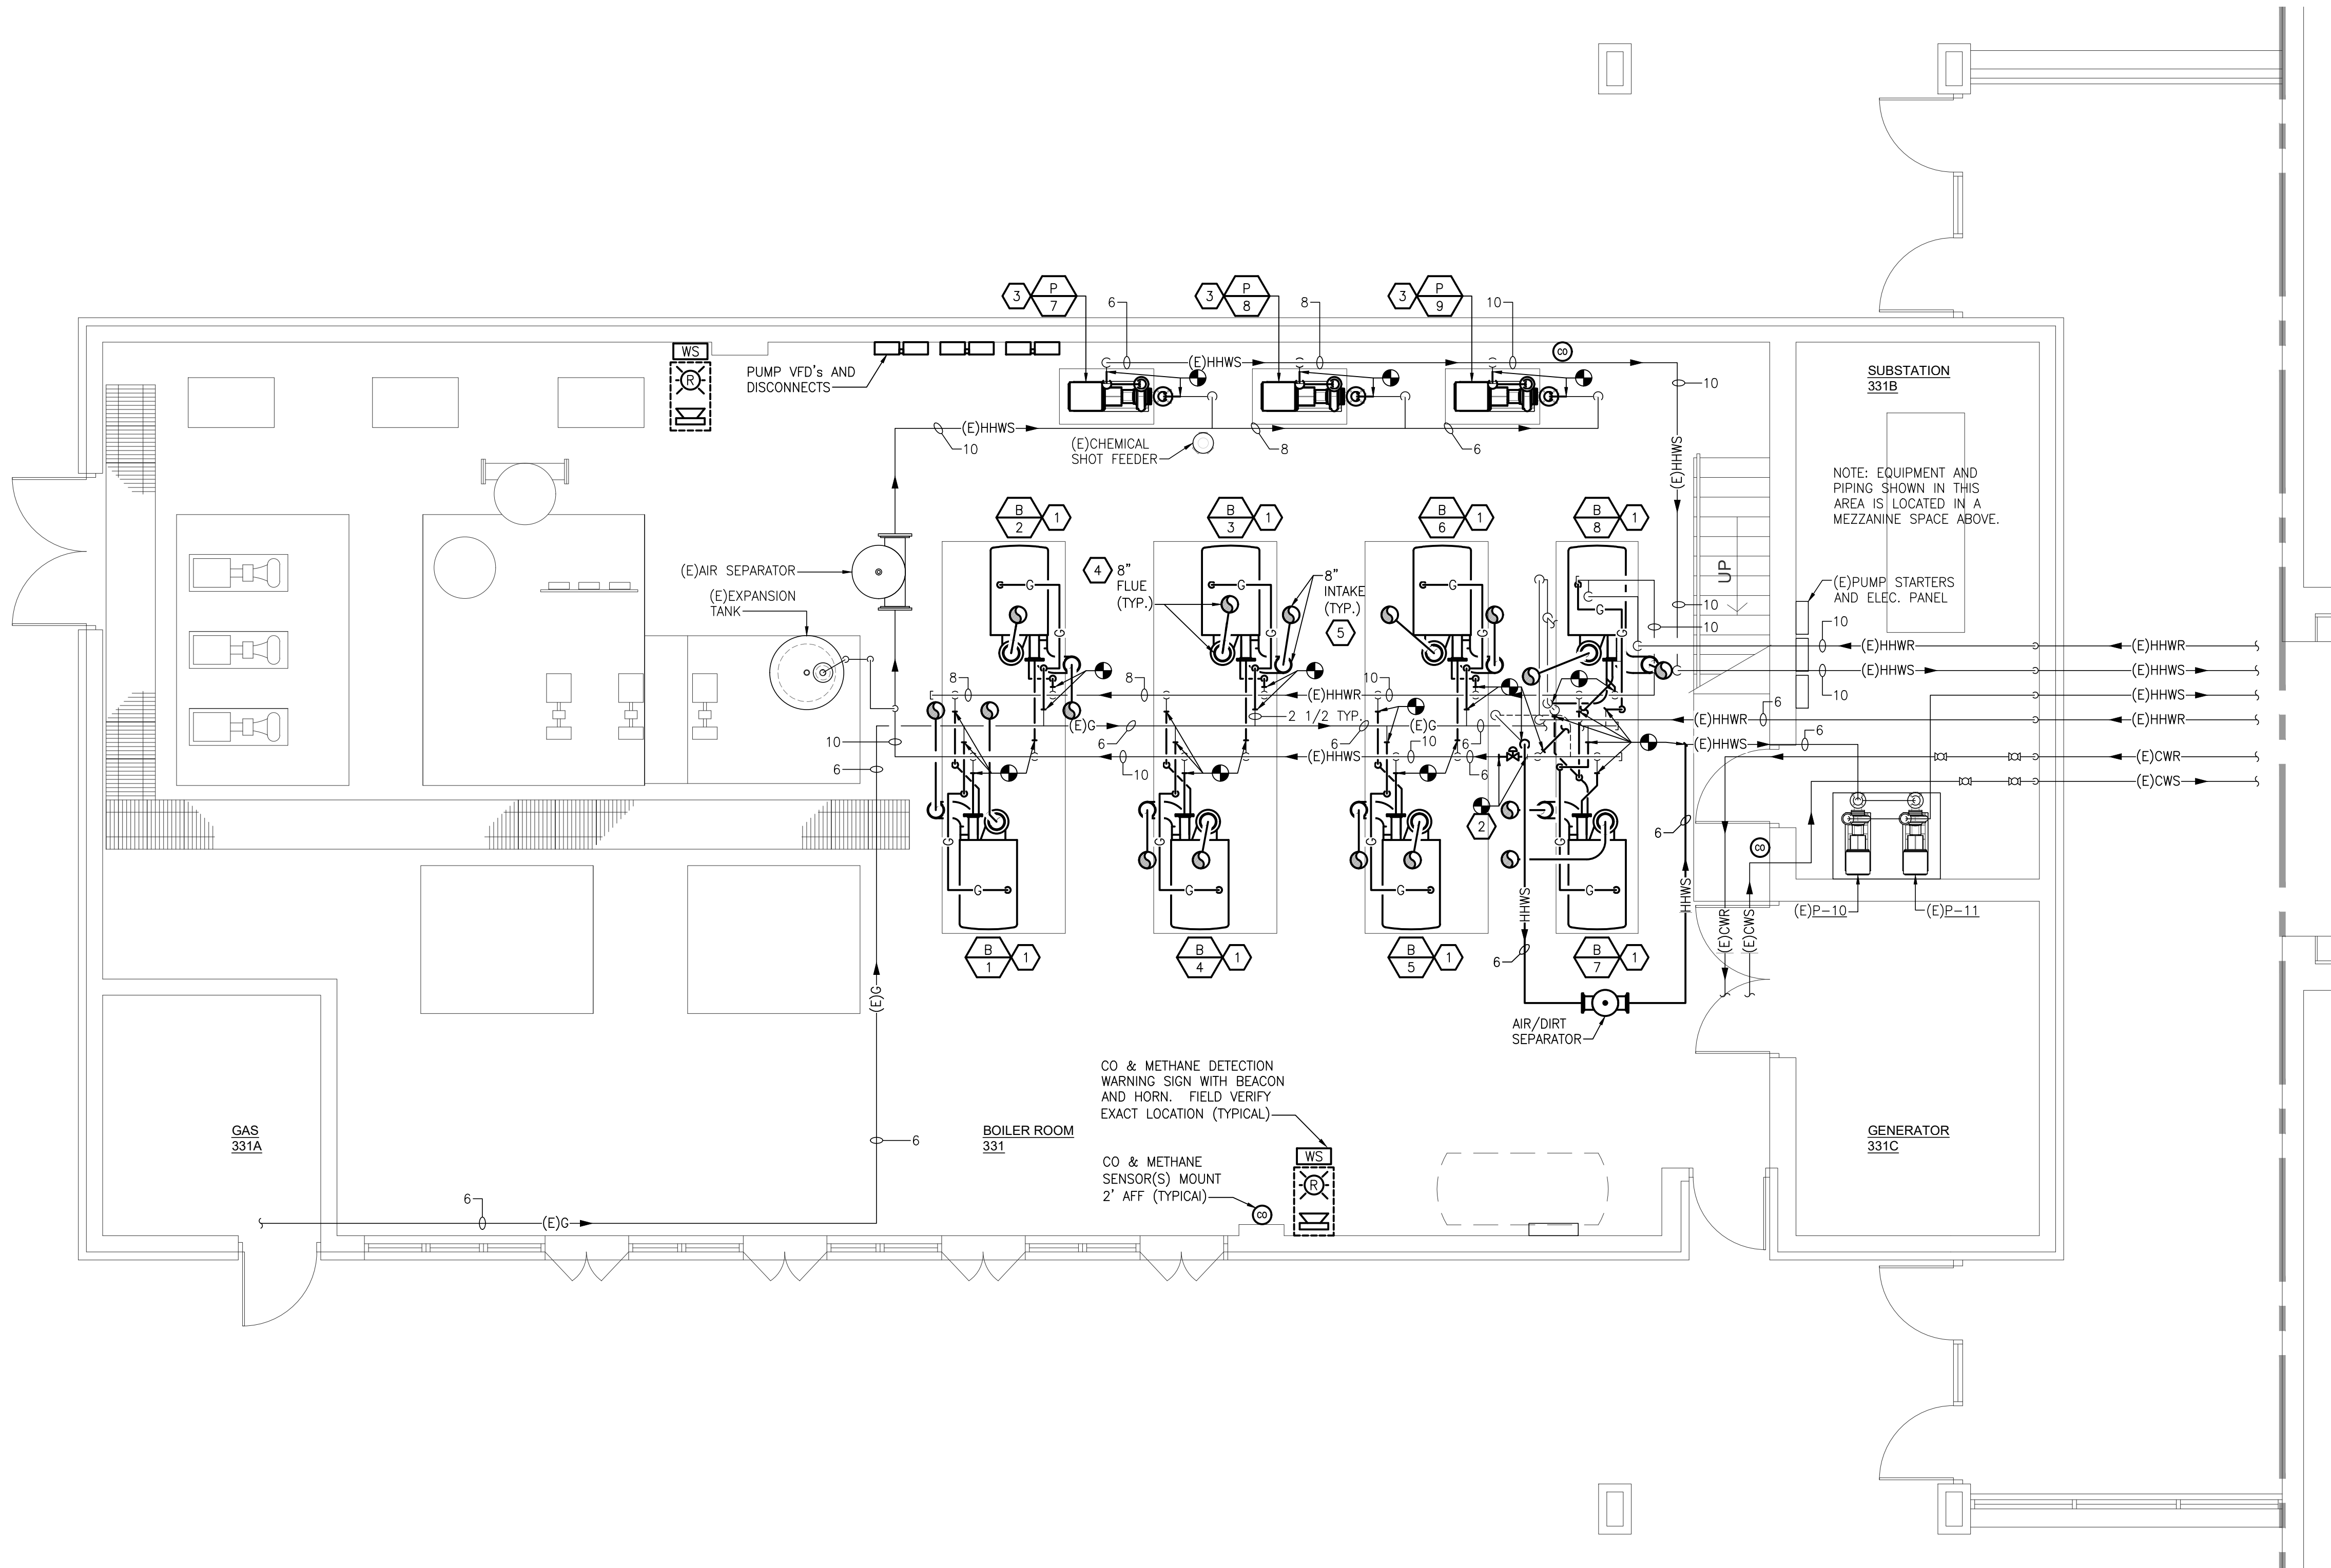 3
P
7
6
3
P
8
8
3
P
9
10
WS
R
PUMP VFD's AND
DISCONNECTS
(E)HHWS
CO
10
SUBSTATION
331B
(E)HHWS
10
(E)CHEMICAL
SHOT FEEDER
8
6
(E)HHWS
NOTE: EQUIPMENT AND
PIPING SHOWN IN THIS
AREA IS LOCATED IN A
MEZZANINE SPACE ABOVE.
B
2
1
B
3
1
B
6
1
B
8
1
(E)AIR SEPARATOR
(E)EXPANSION
TANK
4
8"
FLUE
(TYP.)
8"
INTAKE
(TYP.)
5
G
G
G
G
G
G
G
G
UP
10
10
(E)PUMP STARTERS
AND ELEC. PANEL
10
(E)HHWR
(E)HHWR
(E)HHWS
(E)HHWS
10
(E)HHWS
8
8
(E)HHWR
10
2 1/2 TYP.
(E)G
6
6
(E)G
6
(E)HHWR
6
(E)HHWR
10
6
10
(E)HHWS
10
6
(E)HHWS
6
(E)CWR
(E)CWS
2
6
CO
G
G
G
G
G
G
G
G
HHWS
HHWS
(E)CWR
(E)CWS
(E)P-10
(E)P-11
B
1
1
B
4
1
B
5
1
B
7
1
6
(E)G
AIR/DIRT
SEPARATOR
CO & METHANE DETECTION
WARNING SIGN WITH BEACON
AND HORN. FIELD VERIFY
EXACT LOCATION (TYPICAL)
GAS
331A
BOILER ROOM
331
6
GENERATOR
331C
CO & METHANE
SENSOR(S) MOUNT
2' AFF (TYPICAl)
WS
R
CO
6
(E)G